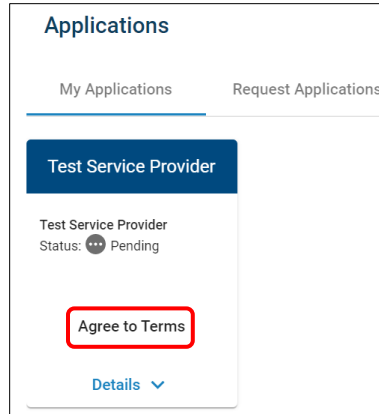 Applications
My Applications Request Applications
Test Service Provider
Test Service Provider
Status: Pending
Agree to Terms
Details